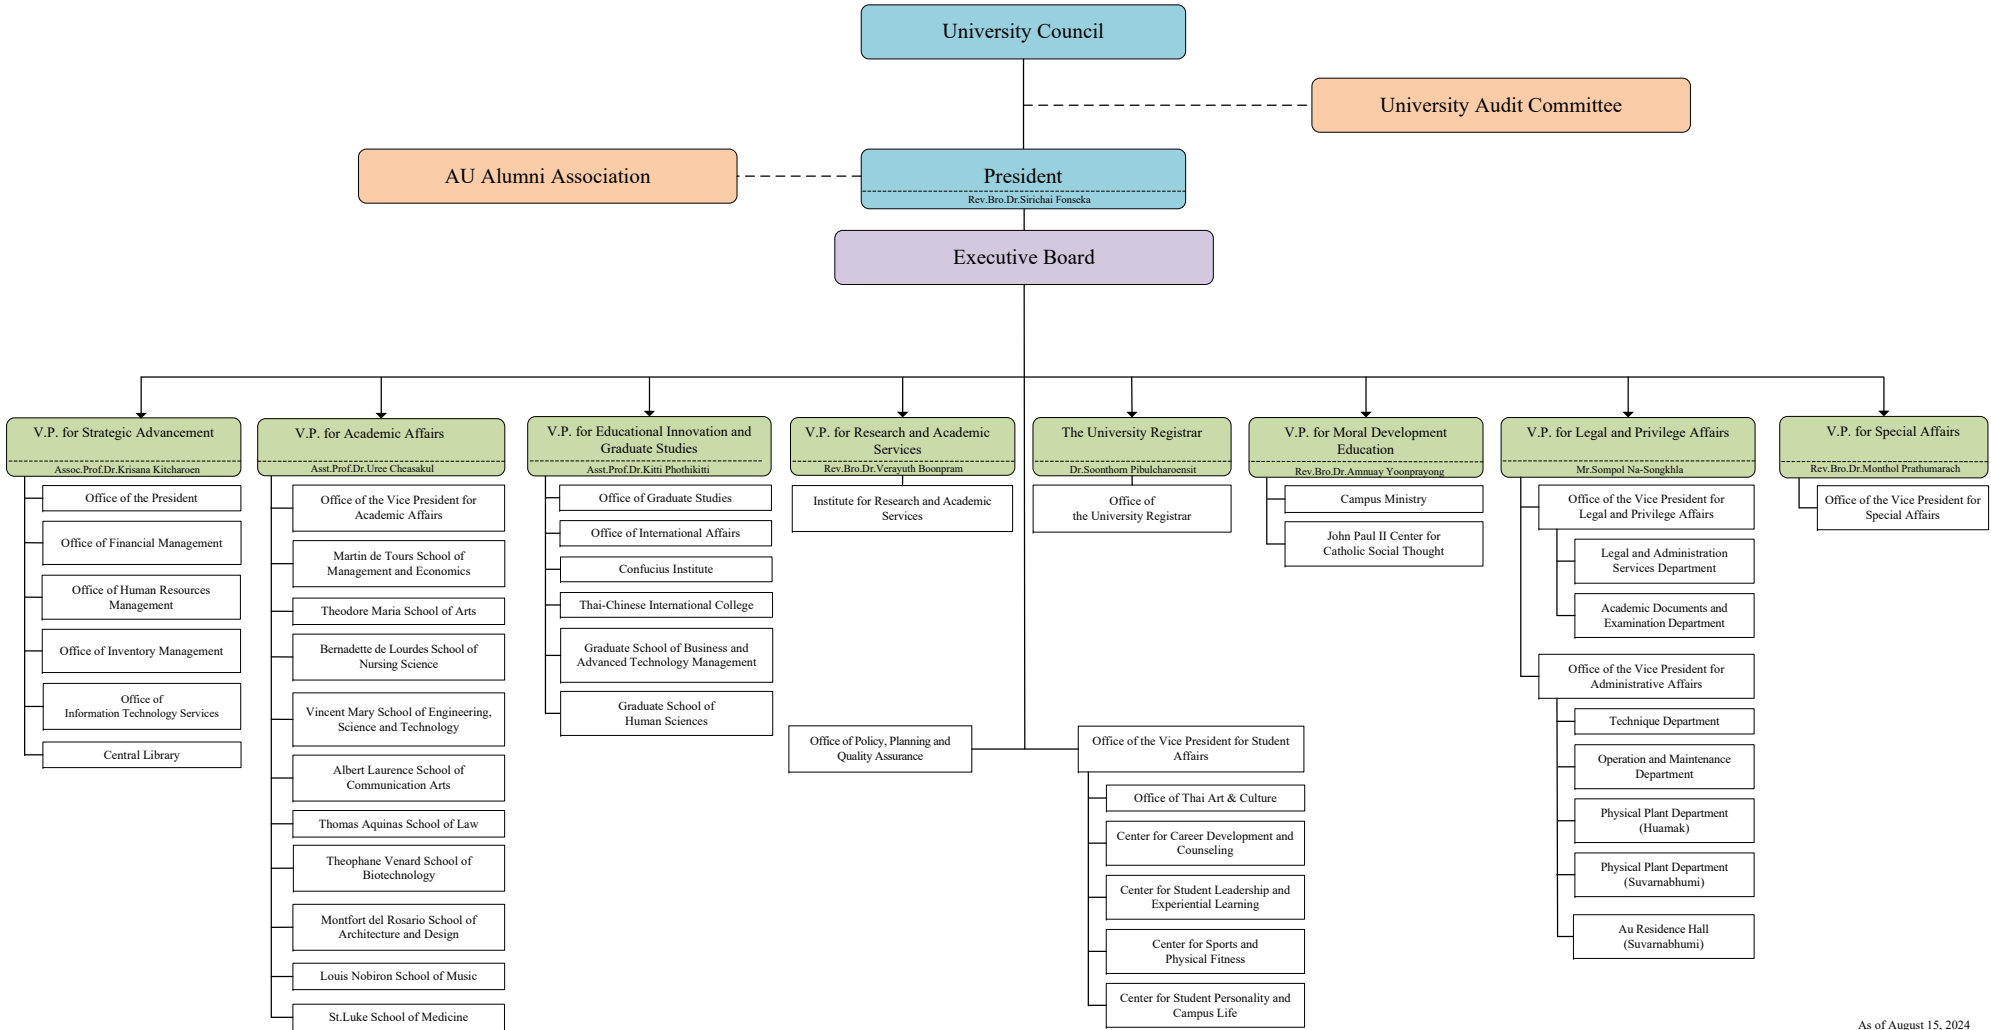 University Council
University Audit Committee
AU Alumni Association
President
Rev.Bro.Dr.Sirichai Fonseka
Executive Board
V.P. for Strategic Advancement
Assoc.Prof.Dr.Krisana Kitcharoen
Office of the President
Office of Financial Management
Office of Human Resources
Management
Office of Inventory Management
Office of
Information Technology Services
Central Library
V.P. for Academic Affairs
Asst.Prof.Dr.Uree Cheasakul
Office of the Vice President for
Academic Affairs
Martin de Tours School of
Management and Economics
Theodore Maria School of Arts
Bernadette de Lourdes School of
Nursing Science
Vincent Mary School of Engineering,
Science and Technology
Albert Laurence School of
Communication Arts
Thomas Aquinas School of Law
Theophane Venard School of
Biotechnology
Montfort del Rosario School of
Architecture and Design
Louis Nobiron School of Music
St.Luke School of Medicine
V.P. for Educational Innovation and
Graduate Studies
Asst.Prof.Dr.Kitti Phothikitti
Office of Graduate Studies
Office of International Affairs
Confucius Institute
Thai-Chinese International College
Graduate School of Business and
Advanced Technology Management
Graduate School of
Human Sciences
V.P. for Research and Academic
Services
Rev.Bro.Dr.Verayuth Boonpram
Institute for Research and Academic
Services
The University Registrar
Dr.Soonthorn Pibulcharoensit
Office of
the University Registrar
V.P. for Moral Development
Education
Rev.Bro.Dr.Amnuay Yoonprayong
Campus Ministry
John Paul II Center for
Catholic Social Thought
V.P. for Legal and Privilege Affairs
Mr.Sompol Na-Songkhla
Office of the Vice President for
Legal and Privilege Affairs
Legal and Administration
Services Department
Academic Documents and
Examination Department
Office of the Vice President for
Administrative Affairs
Technique Department
Operation and Maintenance
Department
Physical Plant Department
(Huamak)
Physical Plant Department
(Suvarnabhumi)
Au Residence Hall
(Suvarnabhumi)
V.P. for Special Affairs
Rev.Bro.Dr.Monthol Prathumarach
Office of the Vice President for
Special Affairs
Office of Policy, Planning and
Quality Assurance
Office of the Vice President for Student
Affairs
Office of Thai Art & Culture
Center for Career Development and
Counseling
Center for Student Leadership and
Experiential Learning
Center for Sports and
Physical Fitness
Center for Student Personality and
Campus Life
As of August 15, 2024